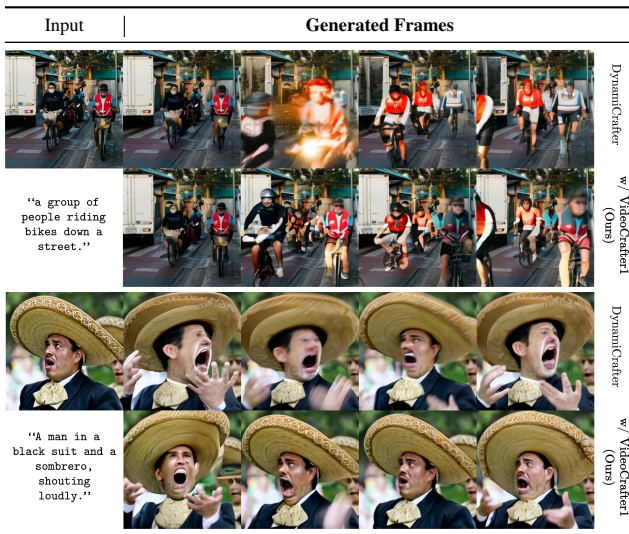 Input
Generated Frames
DynamiCrafter
“a group of
people riding
bikes down a
street.”
w/ VideoCrafter1
(Ours)
DynamiCrafter
“A man in a
black suit and a
sombrero,
shouting
loudly.”
w/ VideoCrafter1
(Ours)